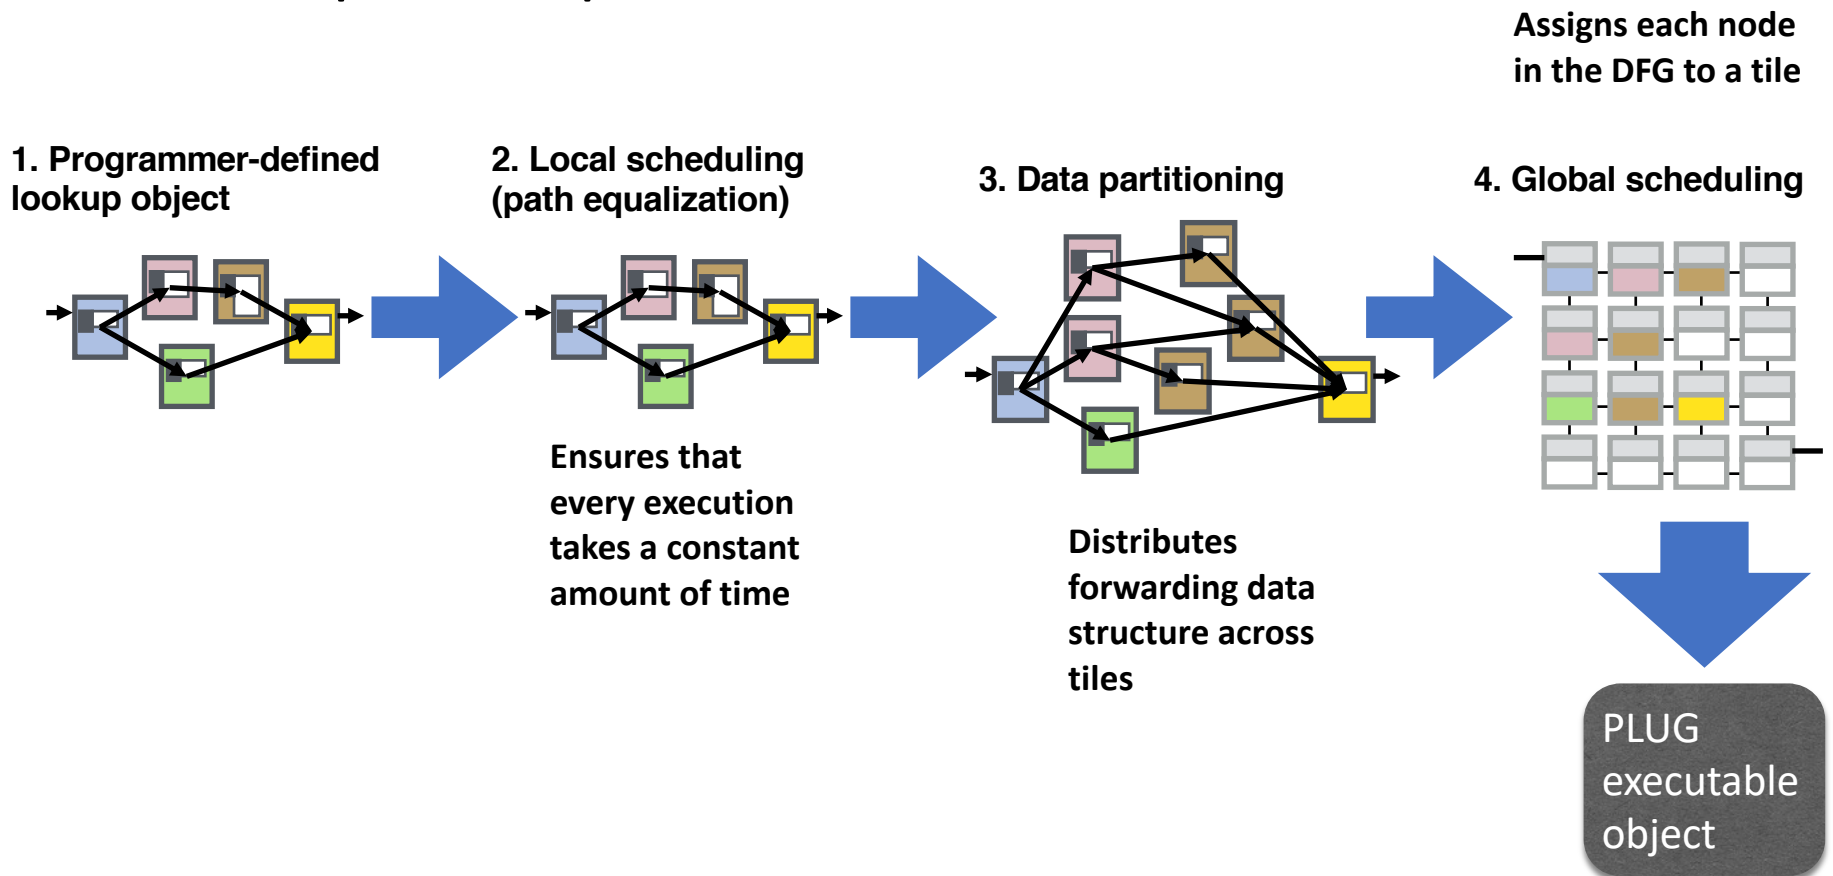 Assigns each node
in the DFG to a tile
1. Programmer-defined
lookup object
2. Local scheduling
(path equalization)
3. Data partitioning
4. Global scheduling
Ensures that
every execution
takes a constant
amount of time
Distributes
forwarding data
structure across
tiles
PLUG
executable
object